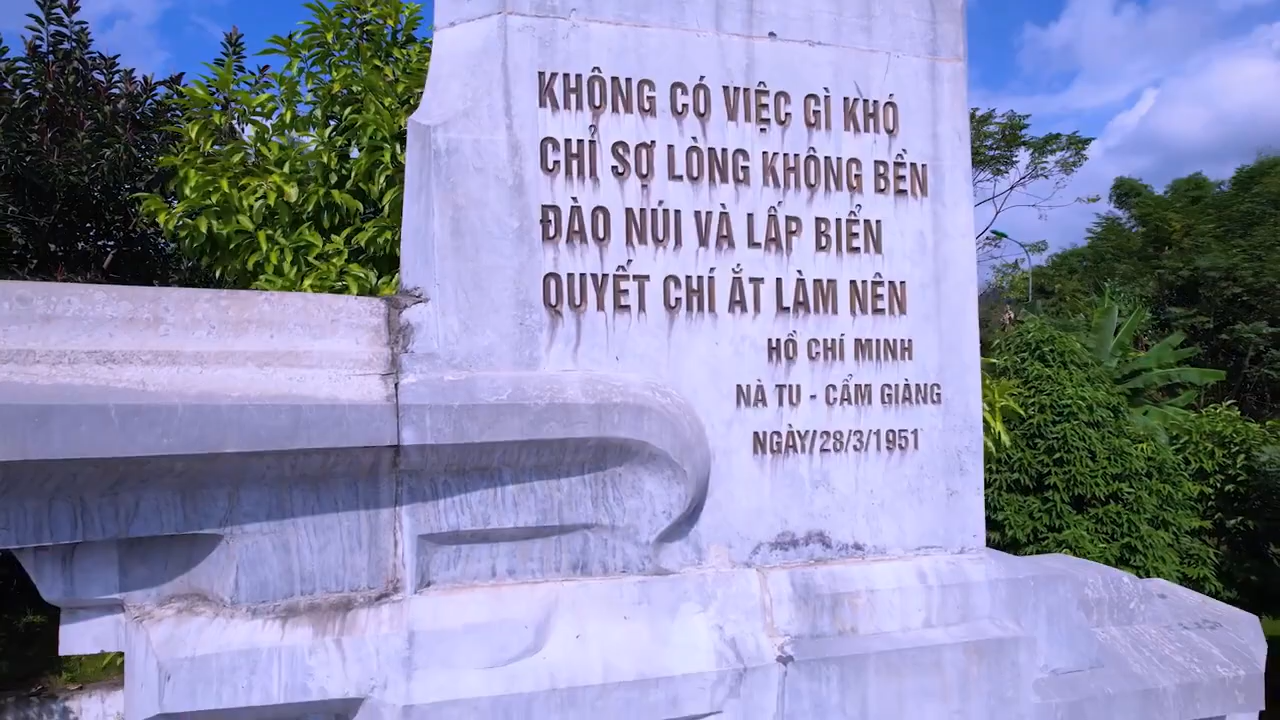 KHÔNG CÓ VIỆC GÌ KHÓ
CHỈ SỢ LÒNG KHÔNG BỀN
ĐÀO NÚI VÀ LẤP BIỂN
QUYẾT CHÍ ẮT LÀM NÊN
HỒ CHÍ MINH
NÀ TU - CẨM GIÀNG
NGÀY/28/3/1951